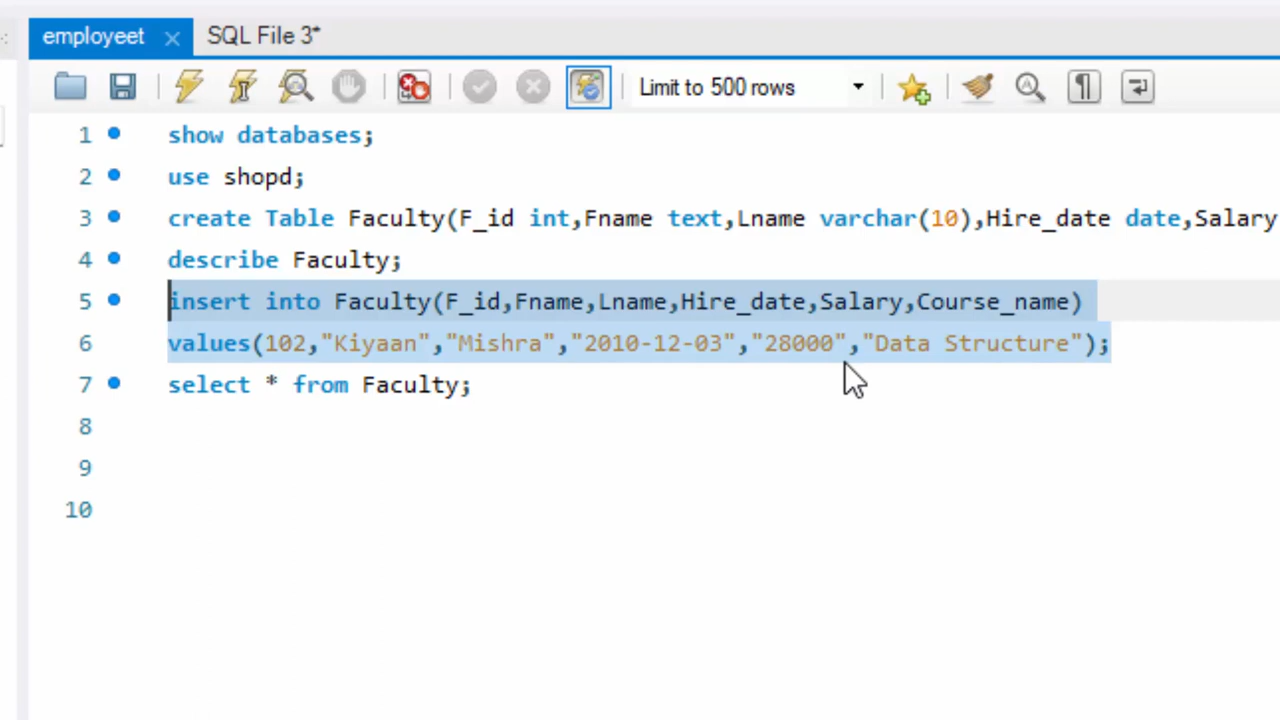 employeet
SQL File 3*
Limit to 500 rows
1 show databases;
2 use shopd;
3 create Table Faculty(F_id int,Fname text,Lname varchar(10),Hire_date date,Salary
4 describe Faculty;
5 insert into Faculty(F_id,Fname,Lname,Hire_date,Salary,Course_name)
6 values(102,"Kiyaan","Mishra","2010-12-03","28000","Data Structure");
7 select * from Faculty;
8
9
10